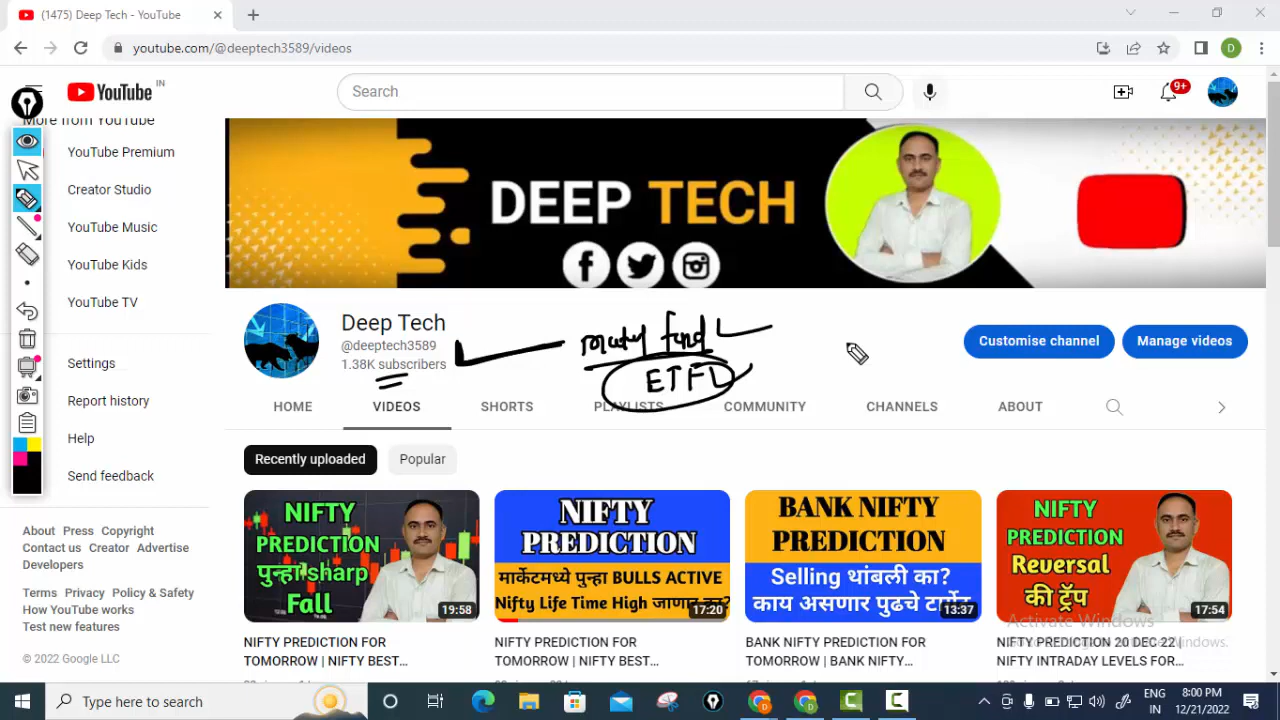 (1475) Deep Tech - YouTube
youtube.com/@deeptech3589/videos
D
YouTube IN
Search
9+
More from YouTube
YouTube Premium
Creator Studio
YouTube Music
YouTube Kids
YouTube TV
Settings
Report history
Help
Send feedback
About Press Copyright
Contact us Creator Advertise
Developers
Terms Privacy Policy & Safety
How YouTube works
Test new features
© 2022 Google LLC
DEEP TECH
Deep Tech
@deeptech3589
1.38K subscribers
fund
Customise channel
Manage videos
HOME VIDEOS SHORTS PLAYLISTS COMMUNITY CHANNELS ABOUT
Recently uploaded Popular
NIFTY
PREDICTION
पुन्हा sharp
Fall
19:58
NIFTY PREDICTION FOR
TOMORROW | NIFTY BEST...
NIFTY
PREDICTION
मार्केटमध्ये पुन्हा BULLS ACTIVE
Nifty Life Time High जाणार का?
17:20
NIFTY PREDICTION FOR
TOMORROW | NIFTY BEST...
BANK NIFTY
PREDICTION
Selling थांबली का?
काय असणार पुढचे टार्गेट
13:37
BANK NIFTY PREDICTION FOR
TOMORROW | BANK NIFTY...
NIFTY
PREDICTION
Reversal
की ट्रॅप
17:54
NIFTY PREDICTION 20 DEC 22 |
NIFTY INTRADAY LEVELS FOR...
Activate Windows
Type here to search
ENG
IN
8:00 PM
12/21/2022